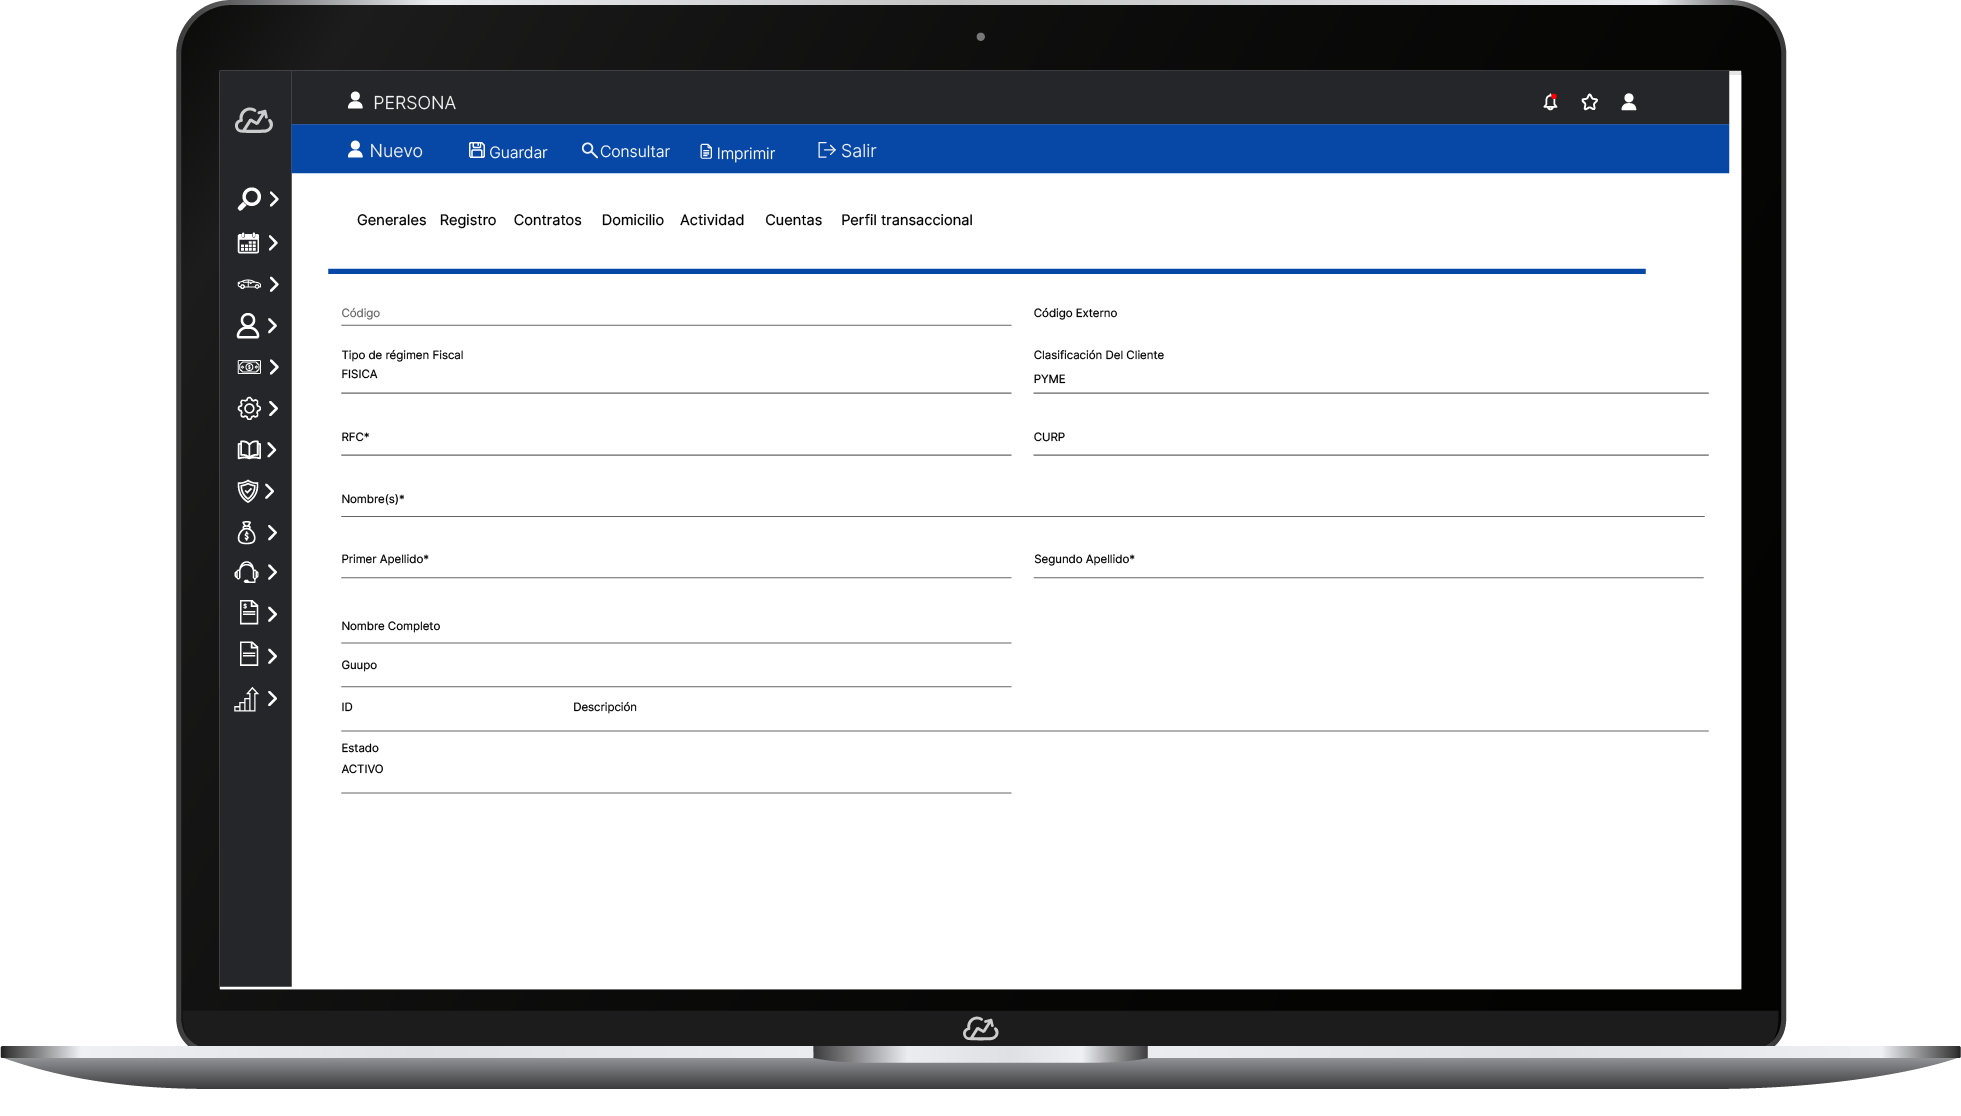 PERSONA
Nuevo Guardar Consultar Imprimir Salir
Generales Registro Contratos Domicilio Actividad Cuentas Perfil transaccional
Código Código Externo
Tipo de régimen Fiscal Clasificación Del Cliente
FISICA PYME
RFC* CURP
Nombre(s)*
Primer Apellido* Segundo Apellido*
Nombre Completo
Guupo
ID Descripción
Estado
ACTIVO